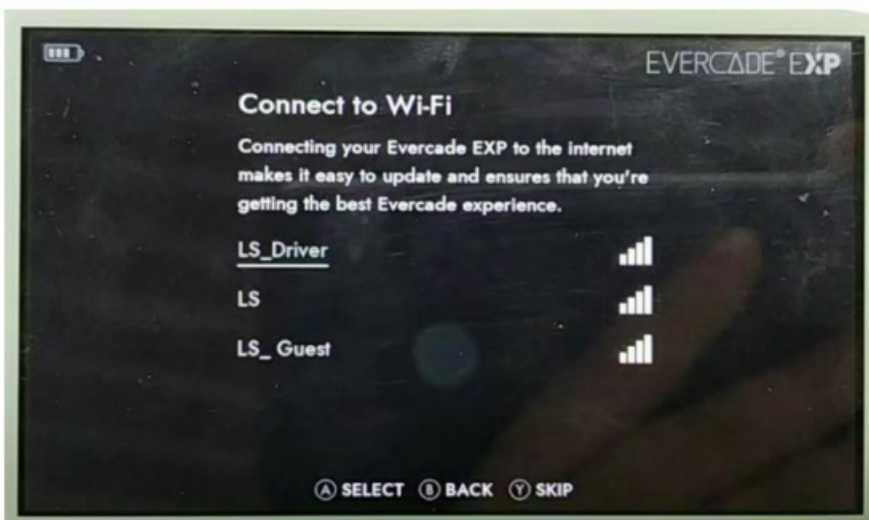 EVERCADE® EXP
Connect to Wi-Fi
Connecting your Evercade EXP to the internet
makes it easy to update and ensures that you're
getting the best Evercade experience.
LS_Driver
LS
LS_ Guest
Ⓐ SELECT Ⓑ BACK Ⓨ SKIP